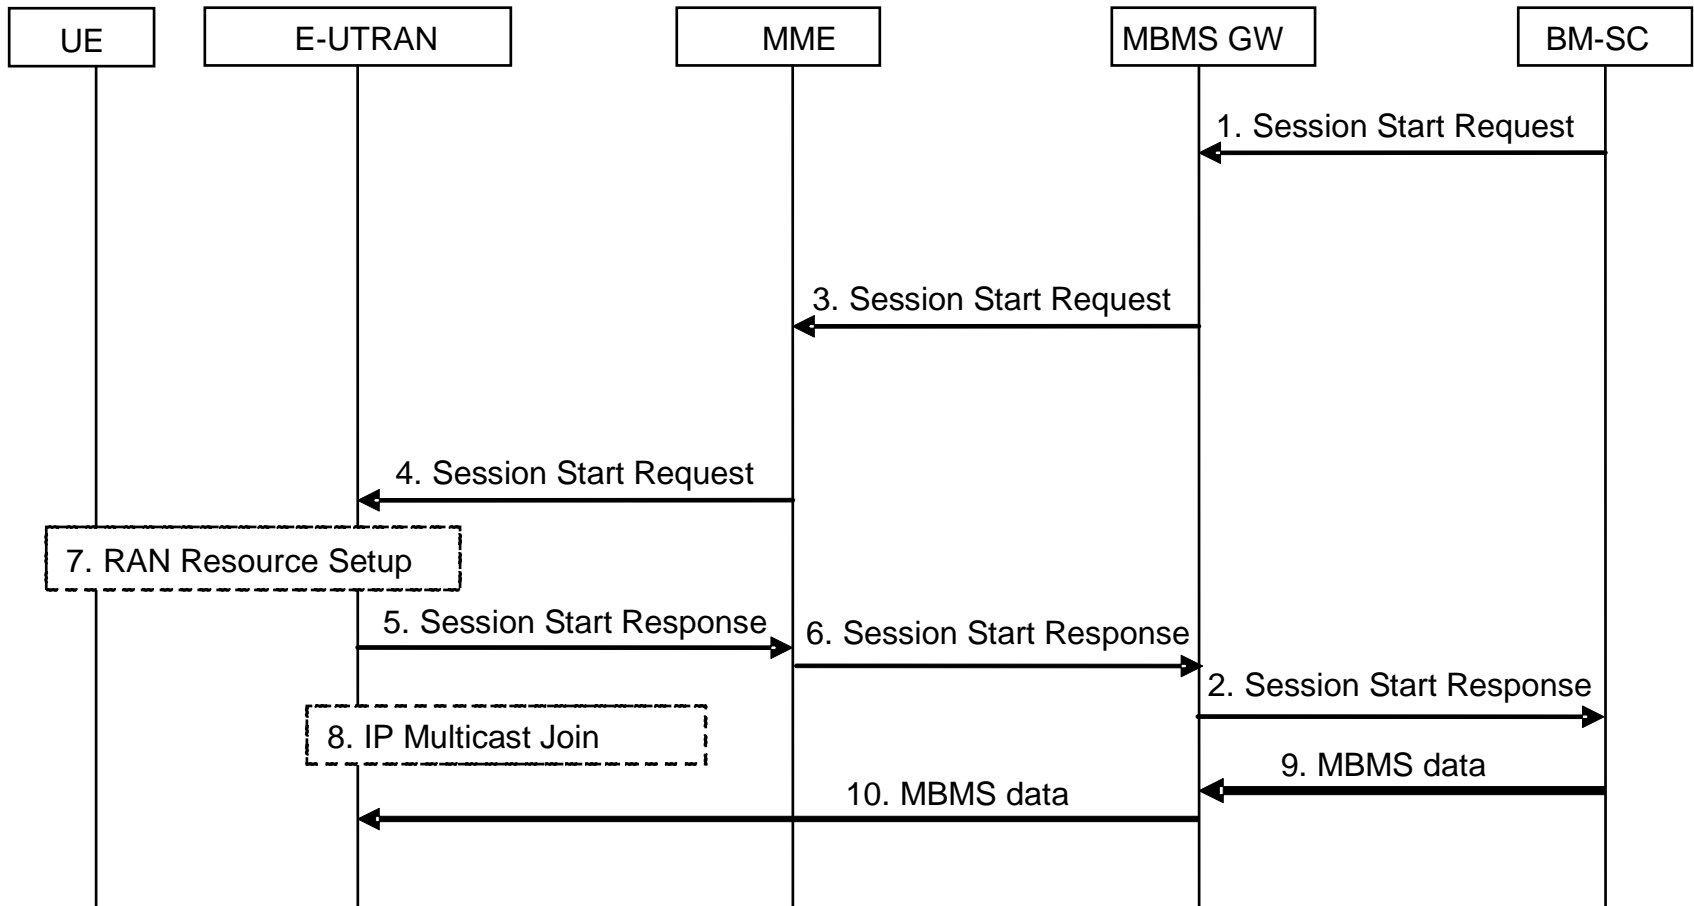 UE
E-UTRAN
MME
MBMS GW
BM-SC
1. Session Start Request
3. Session Start Request
4. Session Start Request
7. RAN Resource Setup
5. Session Start Response
6. Session Start Response
2. Session Start Response
8. IP Multicast Join
9. MBMS data
10. MBMS data